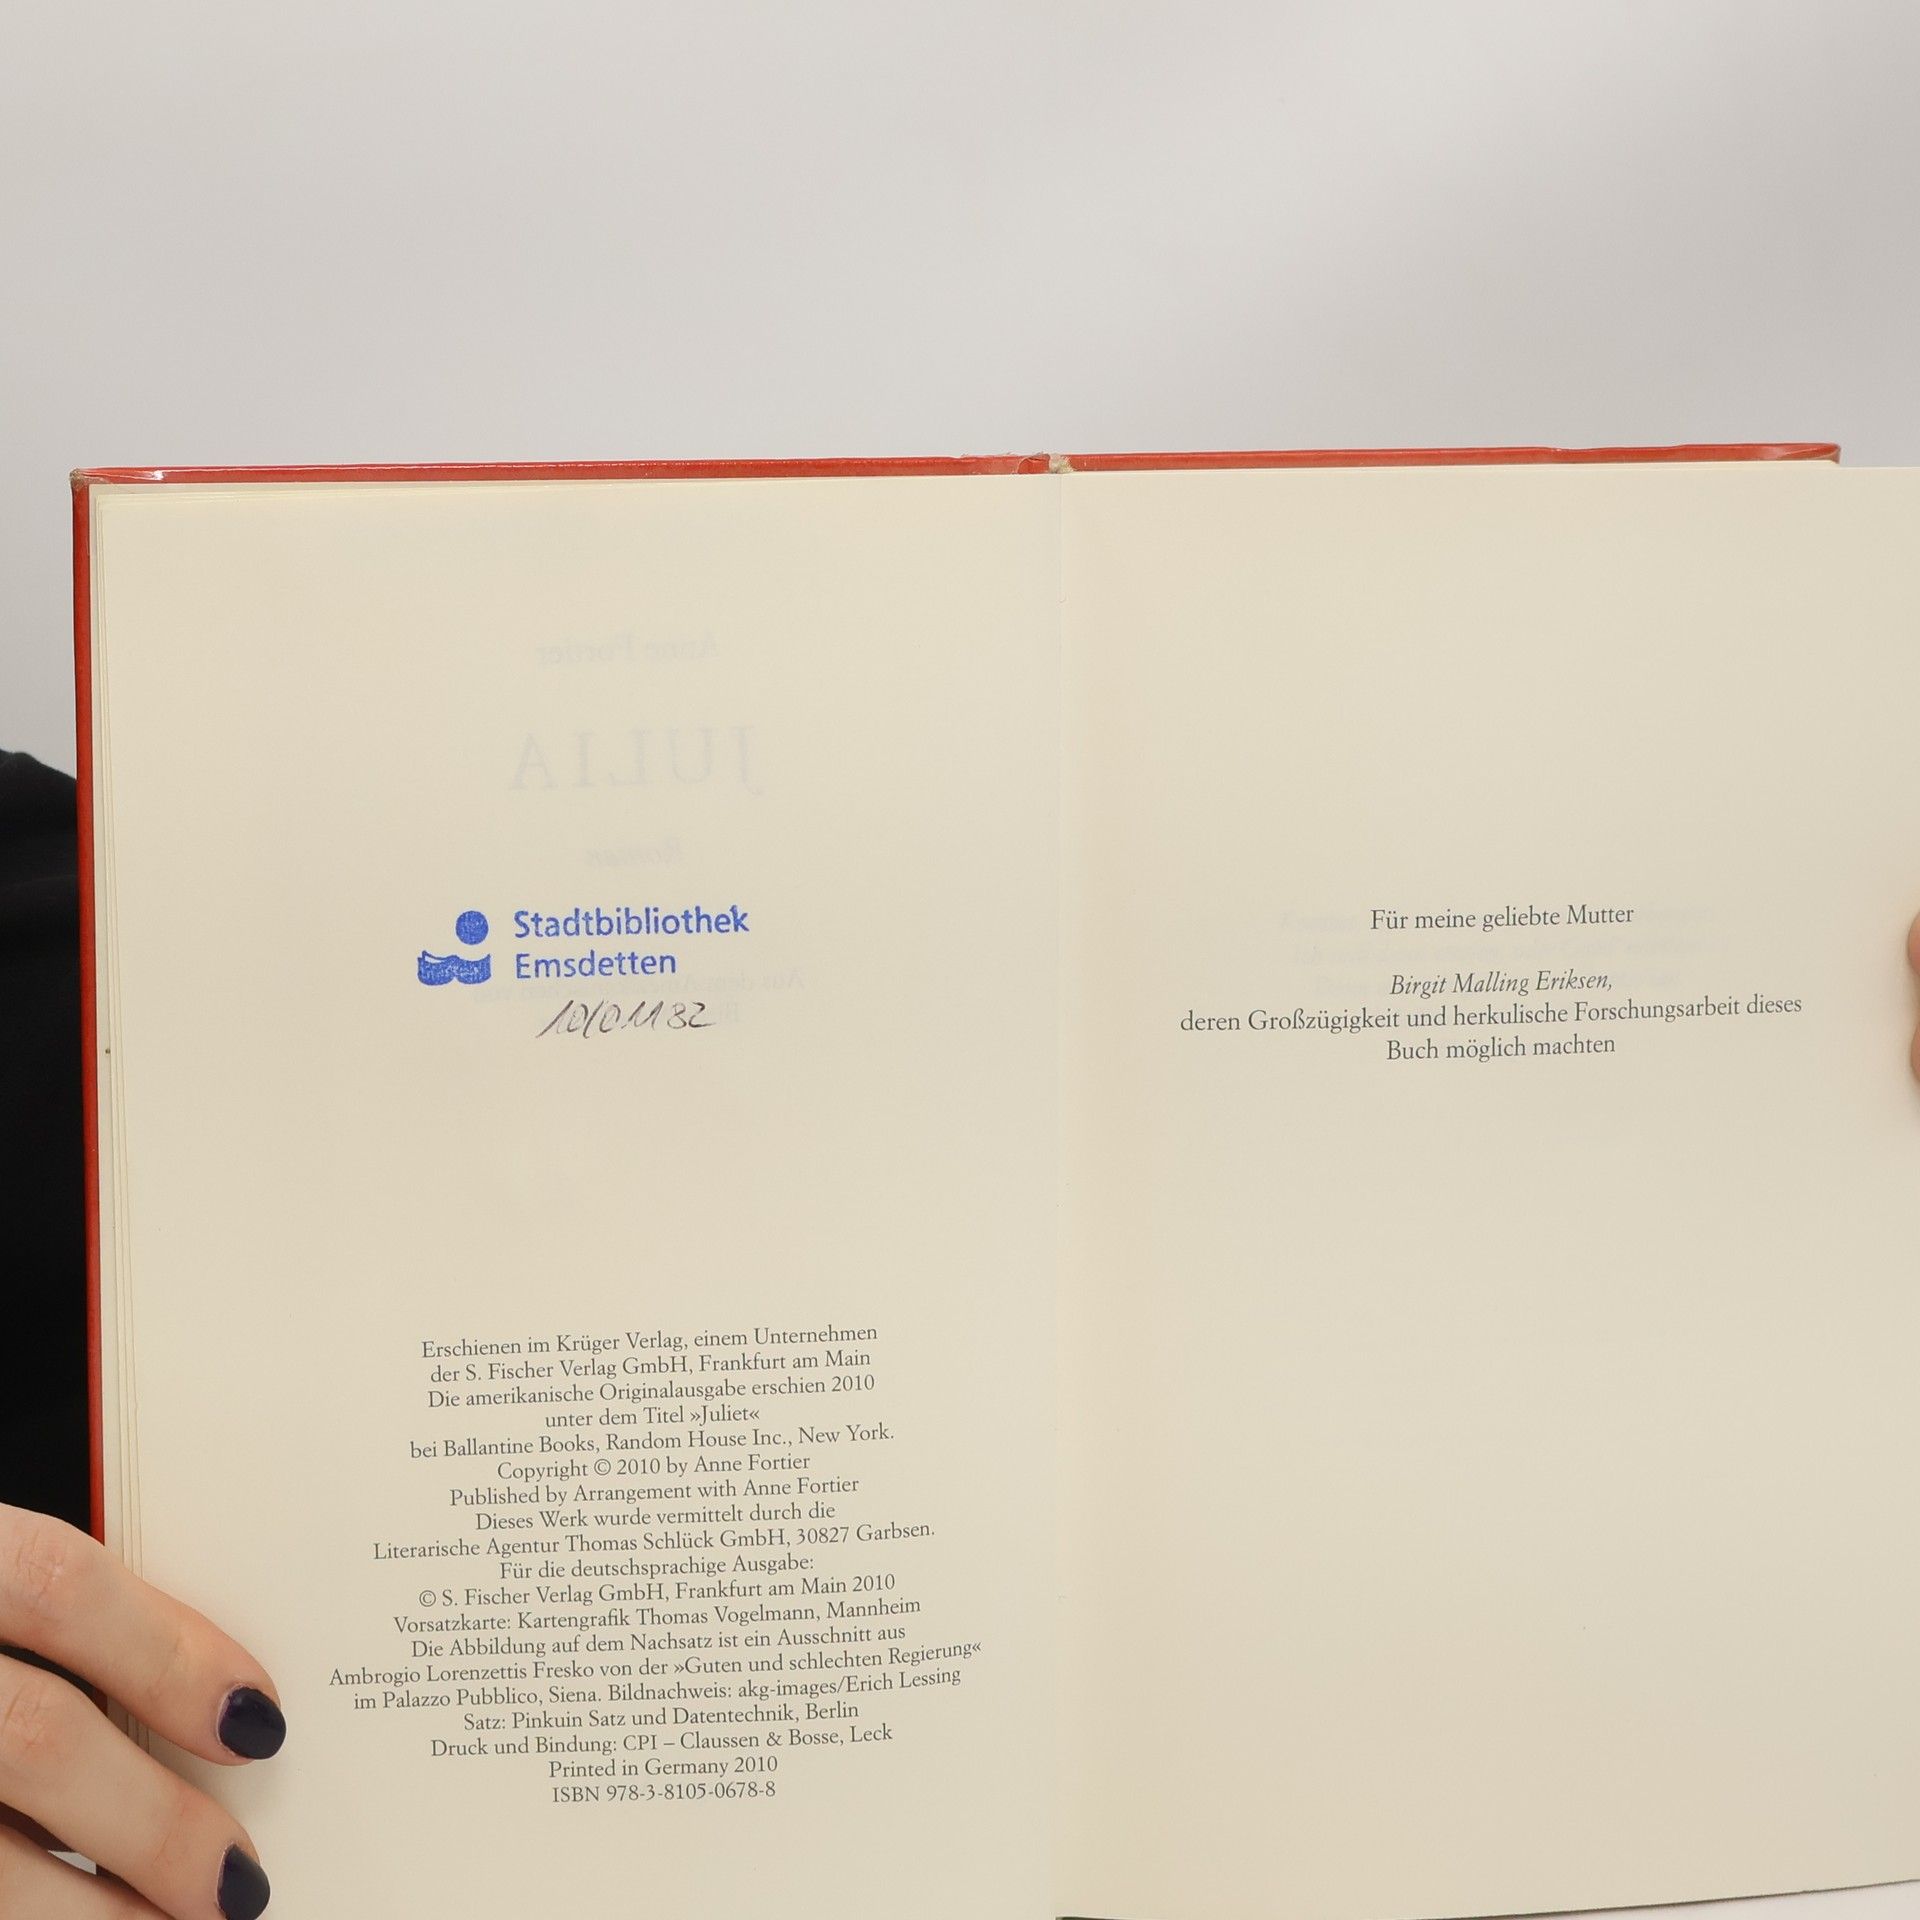 Anne Fortier
JULIA
Roman
Stadtbibliothek
Emsdetten
10/01182
Erschienen im Krüger Verlag, einem Unternehmen
der S. Fischer Verlag GmbH, Frankfurt am Main
Die amerikanische Originalausgabe erschien 2010
unter dem Titel »Juliet«
bei Ballantine Books, Random House Inc., New York.
Copyright © 2010 by Anne Fortier
Published by Arrangement with Anne Fortier
Dieses Werk wurde vermittelt durch die
Literarische Agentur Thomas Schlück GmbH, 30827 Garbsen.
Für die deutschsprachige Ausgabe:
© S. Fischer Verlag GmbH, Frankfurt am Main 2010
Vorsatzkarte: Kartengrafik Thomas Vogelmann, Mannheim
Die Abbildung auf dem Nachsatz ist ein Ausschnitt aus
Ambrogio Lorenzettis Fresko von der »Guten und schlechten Regierung«
im Palazzo Pubblico, Siena. Bildnachweis: akg-images/Erich Lessing
Satz: Pinkuin Satz und Datentechnik, Berlin
Druck und Bindung: CPI – Claussen & Bosse, Leck
Printed in Germany 2010
ISBN 978-3-8105-0678-8
Für meine geliebte Mutter
Birgit Malling Eriksen,
deren Großzügigkeit und herkulische Forschungsarbeit dieses
Buch möglich machten